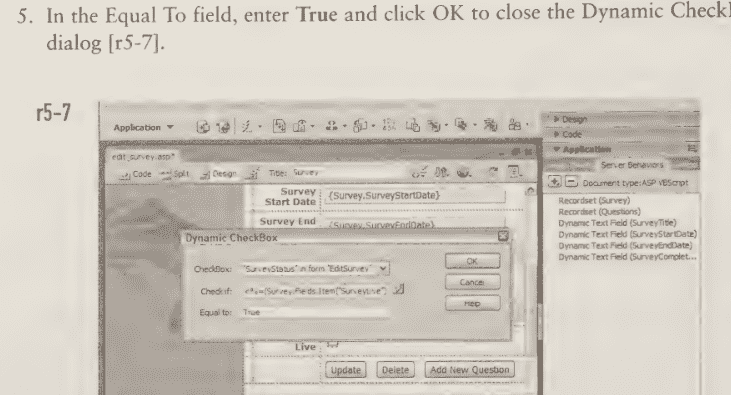 5. In the Equal To field, enter True and click OK to close the Dynamic Check
dialog [r5-7].
r5-7
Application
Design
Code
Application
edit_survey.asp*
Code Split Design Title: Survey
Server Behaviors
Document type: ASP VBScript
Survey
Start Date {Survey.SurveyStartDate}
Survey End {Survey.SurveyEndDate}
Recordset (Survey)
Recordset (Questions)
Dynamic Text Field (SurveyTitle)
Dynamic Text Field (SurveyStartDate)
Dynamic Text Field (SurveyEndDate)
Dynamic Text Field (SurveyComplet...
Dynamic CheckBox
CheckBox: "SurveyStatus" in form "EditSurvey"
OK
Check if:
Cancel
Equal to: True
Help
Live
Update Delete Add New Question